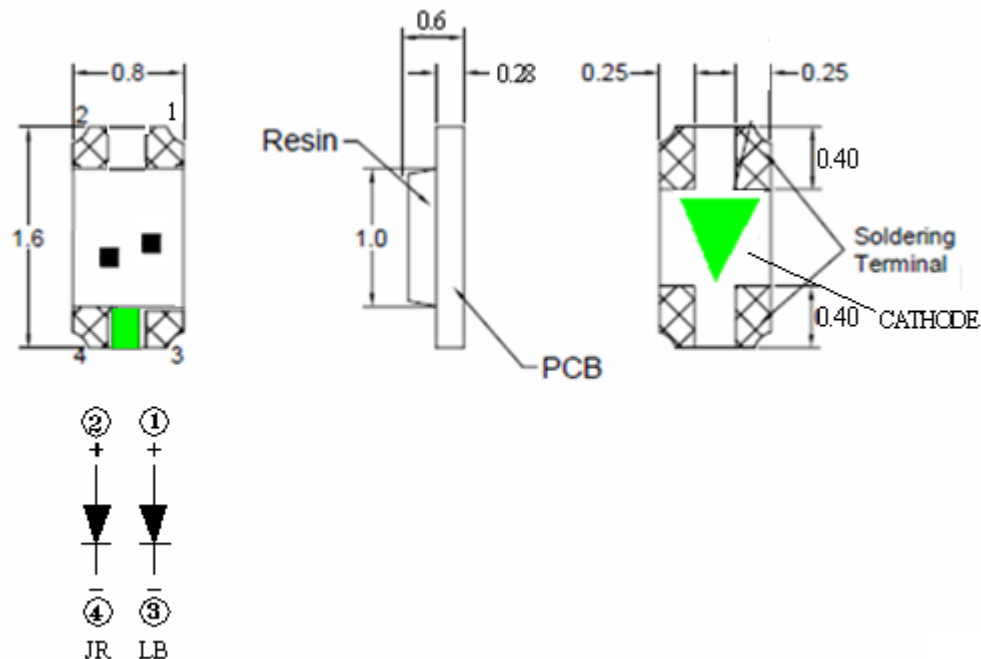 0.6
0.8
0.28
0.25
0.25
2
1
Resin
0.40
1.6
1.0
Soldering
Terminal
0.40
CATHODE
4
3
PCB
② ①
+ +
− −
④ ③
JR LB